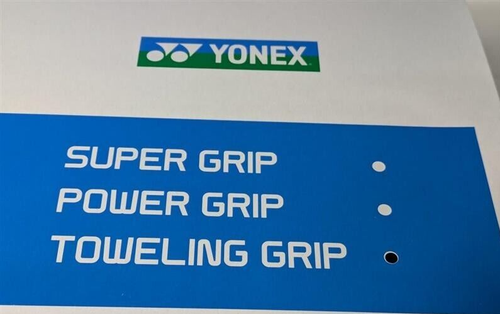 YONEX
SUPER GRIP
POWER GRIP
TOWELING GRIP